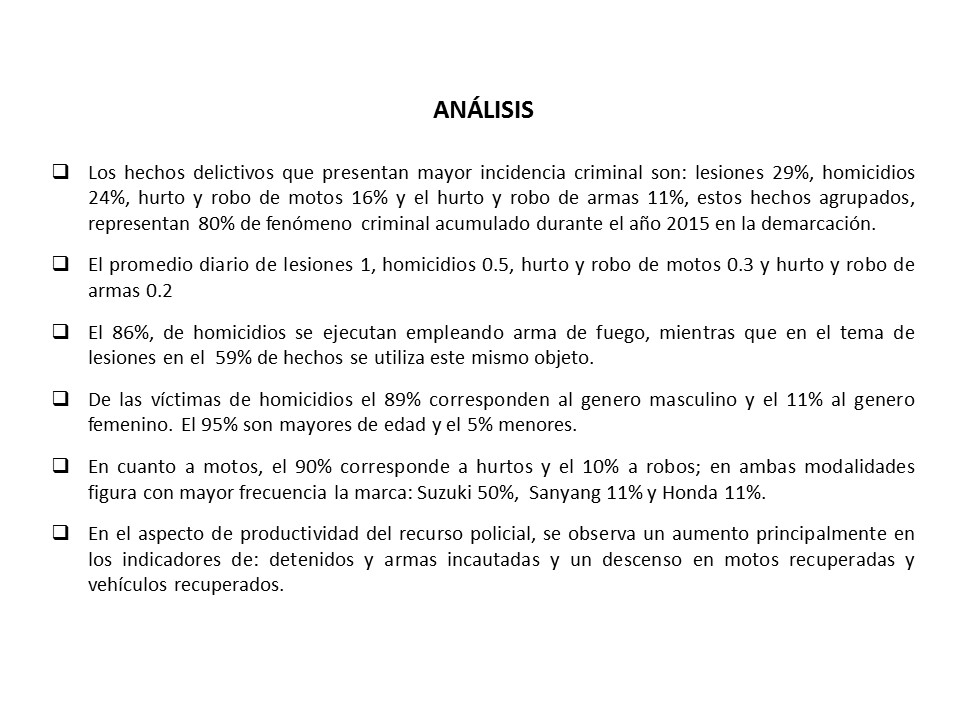 ANÁLISIS
Los hechos delictivos que presentan mayor incidencia criminal son: lesiones 29%, homicidios
24%, hurto y robo de motos 16% y el hurto y robo de armas 11%, estos hechos agrupados,
representan 80% de fenómeno criminal acumulado durante el año 2015 en la demarcación.
El promedio diario de lesiones 1, homicidios 0.5, hurto y robo de motos 0.3 y hurto y robo de
armas 0.2
El 86%, de homicidios se ejecutan empleando arma de fuego, mientras que en el tema de
lesiones en el 59% de hechos se utiliza este mismo objeto.
De las víctimas de homicidios el 89% corresponden al genero masculino y el 11% al genero
femenino. El 95% son mayores de edad y el 5% menores.
En cuanto a motos, el 90% corresponde a hurtos y el 10% a robos; en ambas modalidades
figura con mayor frecuencia la marca: Suzuki 50%, Sanyang 11% y Honda 11%.
En el aspecto de productividad del recurso policial, se observa un aumento principalmente en
los indicadores de: detenidos y armas incautadas y un descenso en motos recuperadas y
vehículos recuperados.